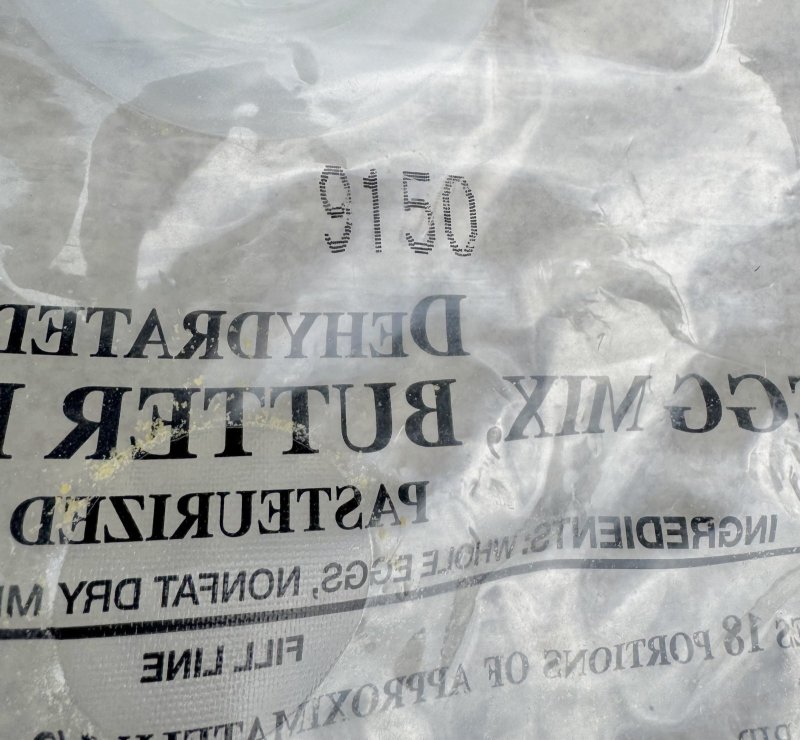 9150
DEHYDRATED
EGG MIX, BUTTER
PASTEURIZED
INGREDIENTS: WHOLE EGGS, NONFAT DRY
FILL LINE
18 PORTIONS OF APPROXIMATELY